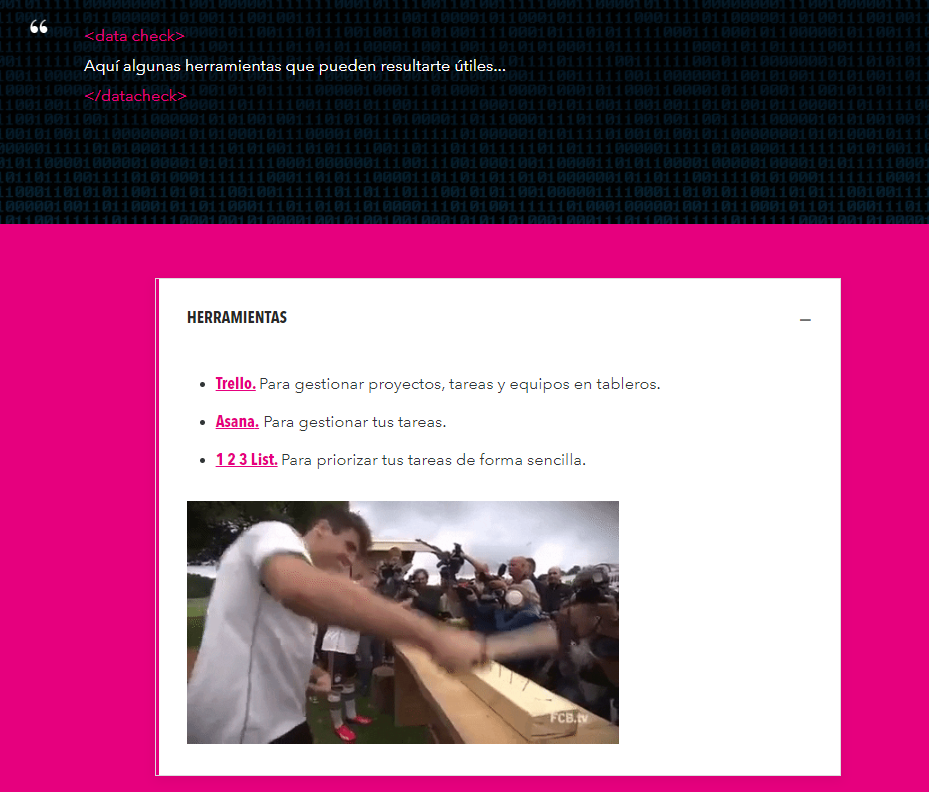 <data check>
Aquí algunas herramientas que pueden resultarte útiles...
</datacheck>
HERRAMIENTAS
Trello. Para gestionar proyectos, tareas y equipos en tableros.
Asana. Para gestionar tus tareas.
1 2 3 List. Para priorizar tus tareas de forma sencilla.
FCB.tv